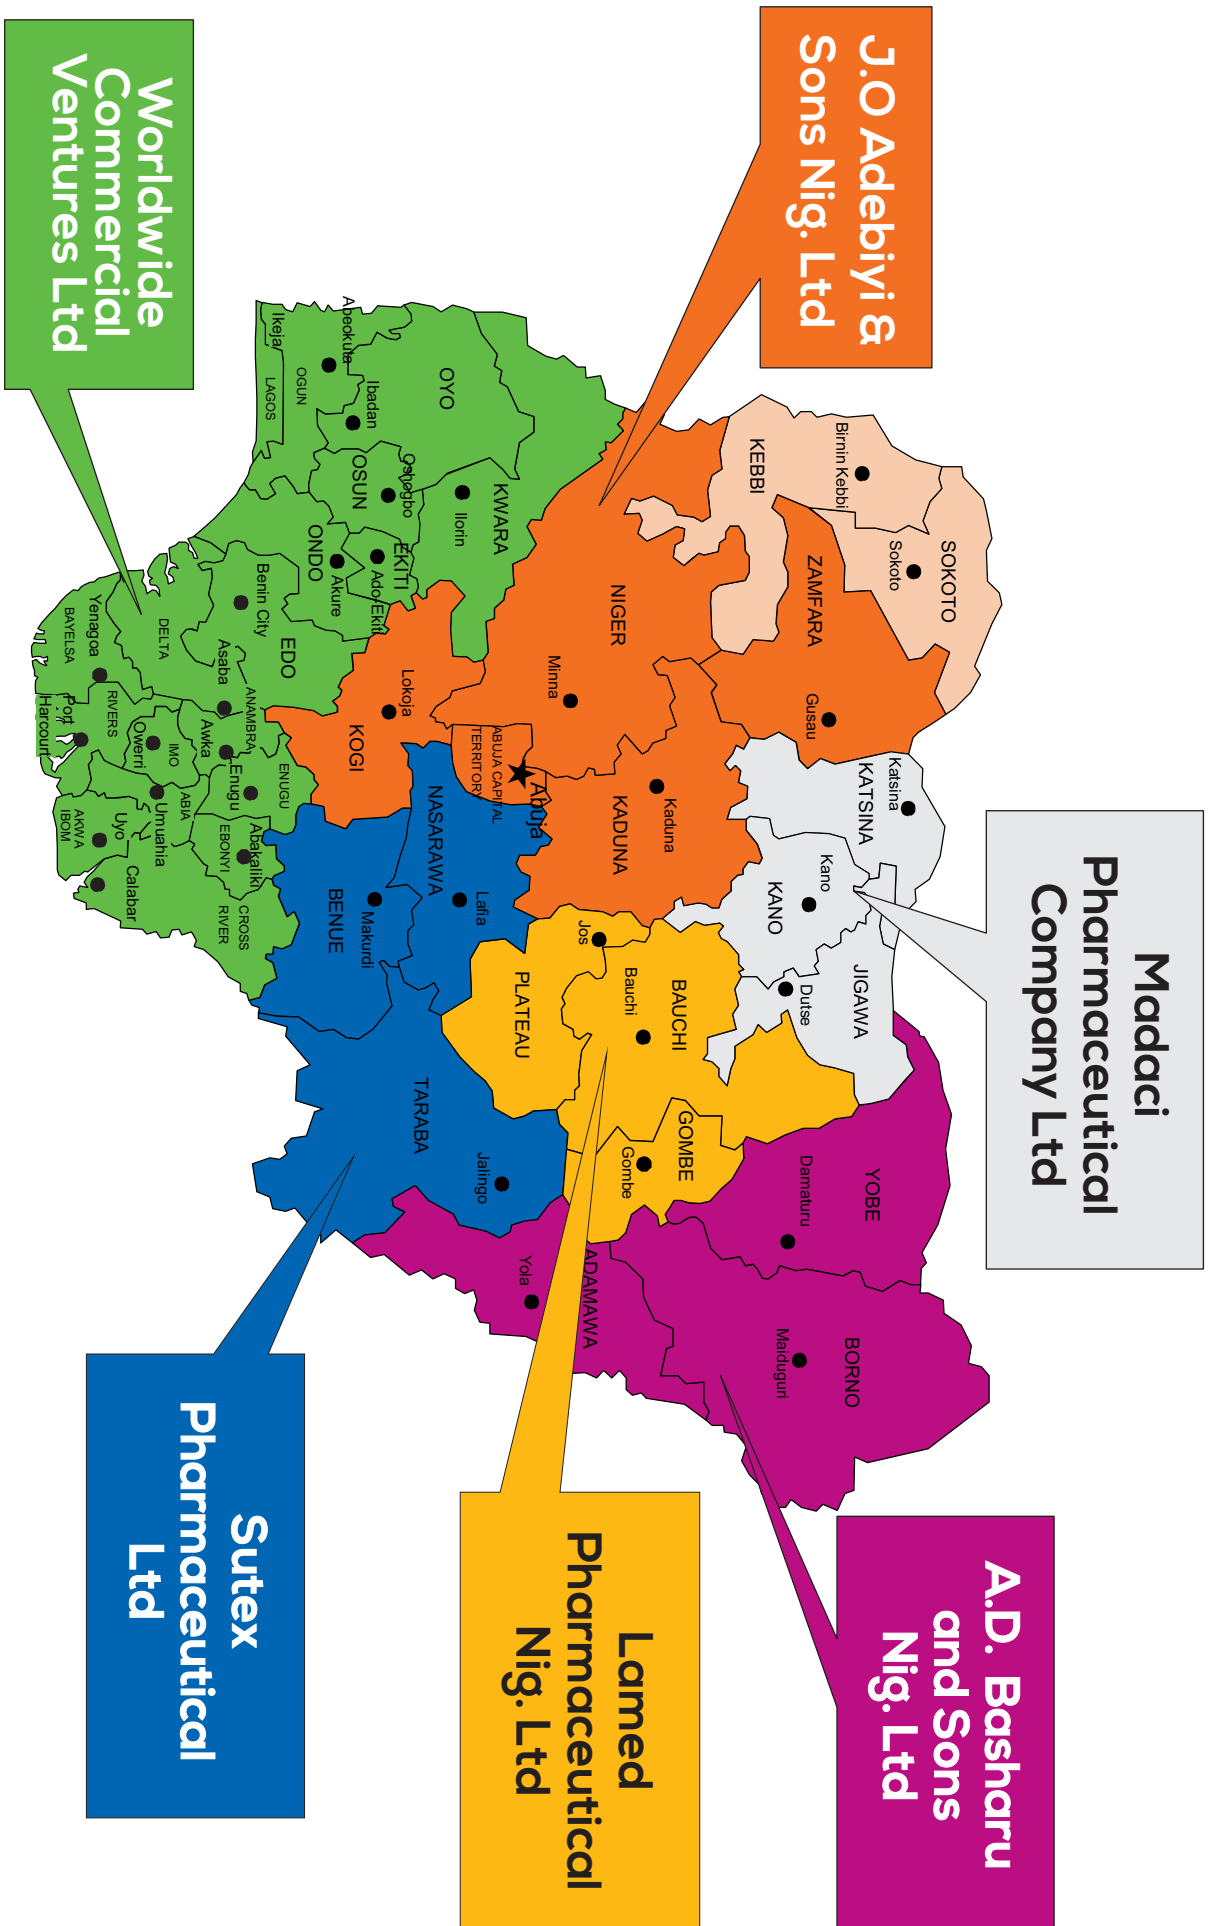 J.O Adebiyi &
Sons Nig. Ltd
Madaci
Pharmaceutical
Company Ltd
A.D. Basharu
and Sons
Nig. Ltd
Worldwide
Commercial
Ventures Ltd
Sutex
Pharmaceutical
Ltd
Lamed
Pharmaceutical
Nig. Ltd
SOKOTO
Sokoto
Birnin Kebbi
KEBBI
ZAMFARA
Gusau
Katsina
KATSINA
Kano
KANO
JIGAWA
Dutse
YOBE
Damaturu
BORNO
Maiduguri
BAUCHI
Bauchi
GOMBE
Gombe
ADAMAWA
Yola
Jos
PLATEAU
Kaduna
KADUNA
NIGER
Minna
Abuja
ABUJA CAPITAL
TERRITORY
KWARA
Ilorin
OYO
Ibadan
Abeokuta
OGUN
Ikeja
LAGOS
Oshogbo
OSUN
EKITI
Ado-Ekiti
ONDO
Akure
EDO
Benin City
Lokoja
KOGI
NASARAWA
Lafia
BENUE
Makurdi
TARABA
Jalingo
DELTA
Asaba
ANAMBRA
Awka
ENUGU
Enugu
Abakaliki
EBONYI
CROSS
RIVER
Calabar
IMO
Owerri
ABIA
Umuahia
Uyo
AKWA
IBOM
RIVERS
Port
Harcourt
Yenagoa
BAYELSA